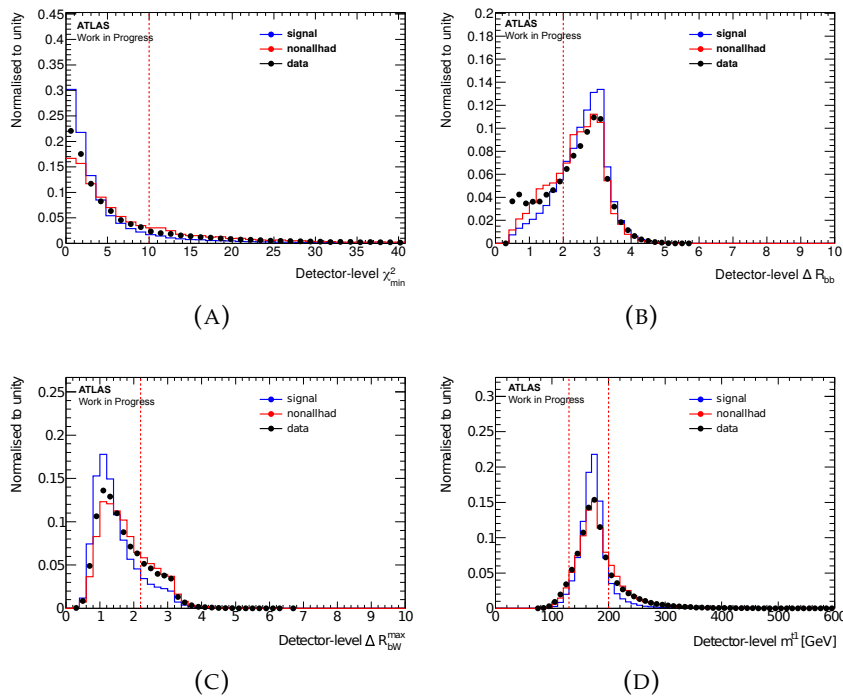 Normalised to unity
0.45
0.4
0.35
0.3
0.25
0.2
0.15
0.1
0.05
0
ATLAS
Work in Progress
signal
nonallhad
data
0 5 10 15 20 25 30 35 40
Detector-level χ²min
(A)
Normalised to unity
0.2
0.18
0.16
0.14
0.12
0.1
0.08
0.06
0.04
0.02
0
ATLAS
Work in Progress
signal
nonallhad
data
0 1 2 3 4 5 6 7 8 9 10
Detector-level Δ Rbb
(B)
Normalised to unity
0.25
0.2
0.15
0.1
0.05
0
ATLAS
Work in Progress
signal
nonallhad
data
0 1 2 3 4 5 6 7 8 9 10
Detector-level Δ R^max_bW
(C)
Normalised to unity
0.3
0.25
0.2
0.15
0.1
0.05
0
ATLAS
Work in Progress
signal
nonallhad
data
0 100 200 300 400 500 600
Detector-level m^t1 [GeV]
(D)